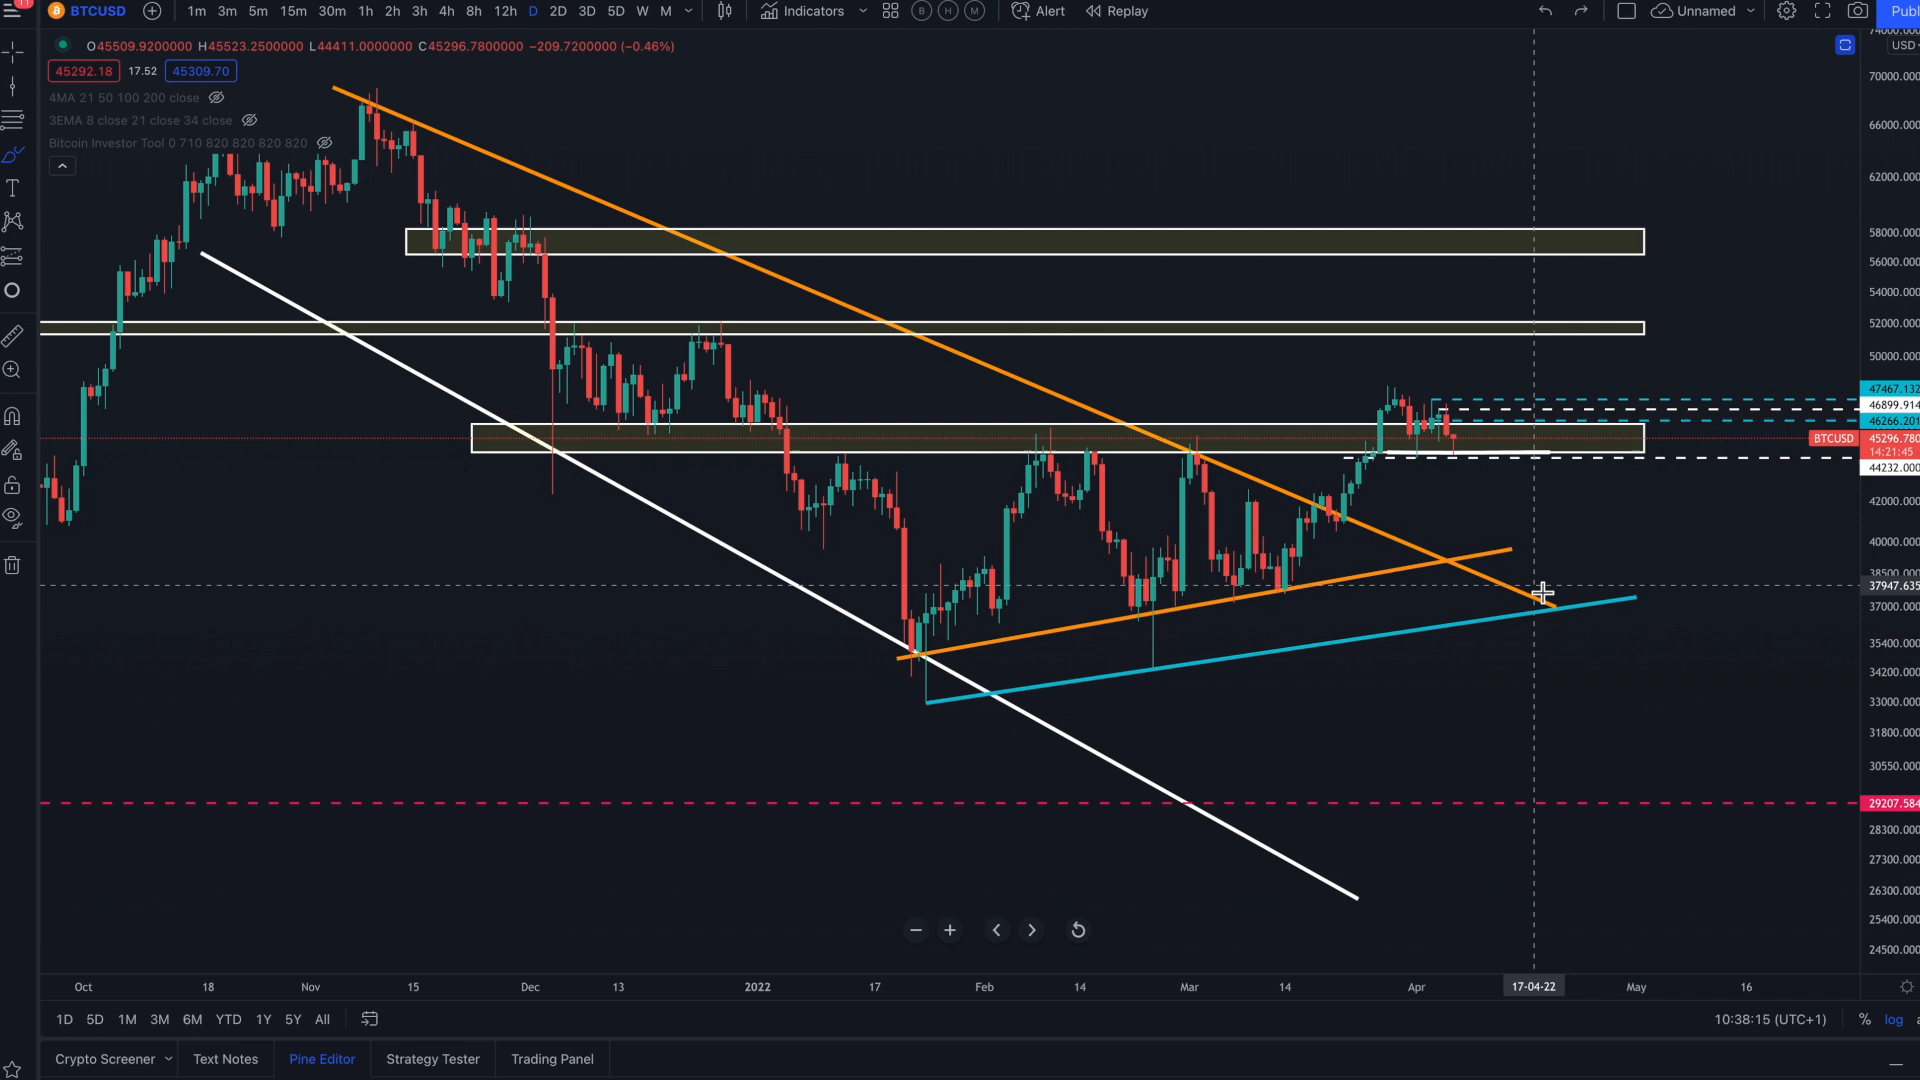 11
BTCUSD 1m 3m 5m 15m 30m 1h 2h 3h 4h 8h 12h D 2D 3D 5D W M Indicators B H M Alert Replay Unnamed Publ
O45509.9200000 H45523.2500000 L44411.0000000 C45296.7800000 −209.7200000 (−0.46%)
45292.18 17.52 45309.70
4MA 21 50 100 200 close
3EMA 8 close 21 close 34 close
Bitcoin Investor Tool 0 710 820 820 820 820
74000.000
USD
70000.000
66000.000
62000.000
58000.000
56000.000
54000.000
52000.000
50000.000
47467.132
46899.914
46266.201
BTCUSD 45296.780
14:21:45
44232.000
42000.000
40000.000
38500.000
37947.635
37000.000
35400.000
34200.000
33000.000
31800.000
30550.000
29207.584
28300.000
27300.000
26300.000
25400.000
24500.000
Oct 18 Nov 15 Dec 13 2022 17 Feb 14 Mar 14 Apr 17-04-22 May 16
1D 5D 1M 3M 6M YTD 1Y 5Y All 10:38:15 (UTC+1) % log a
Crypto Screener Text Notes Pine Editor Strategy Tester Trading Panel